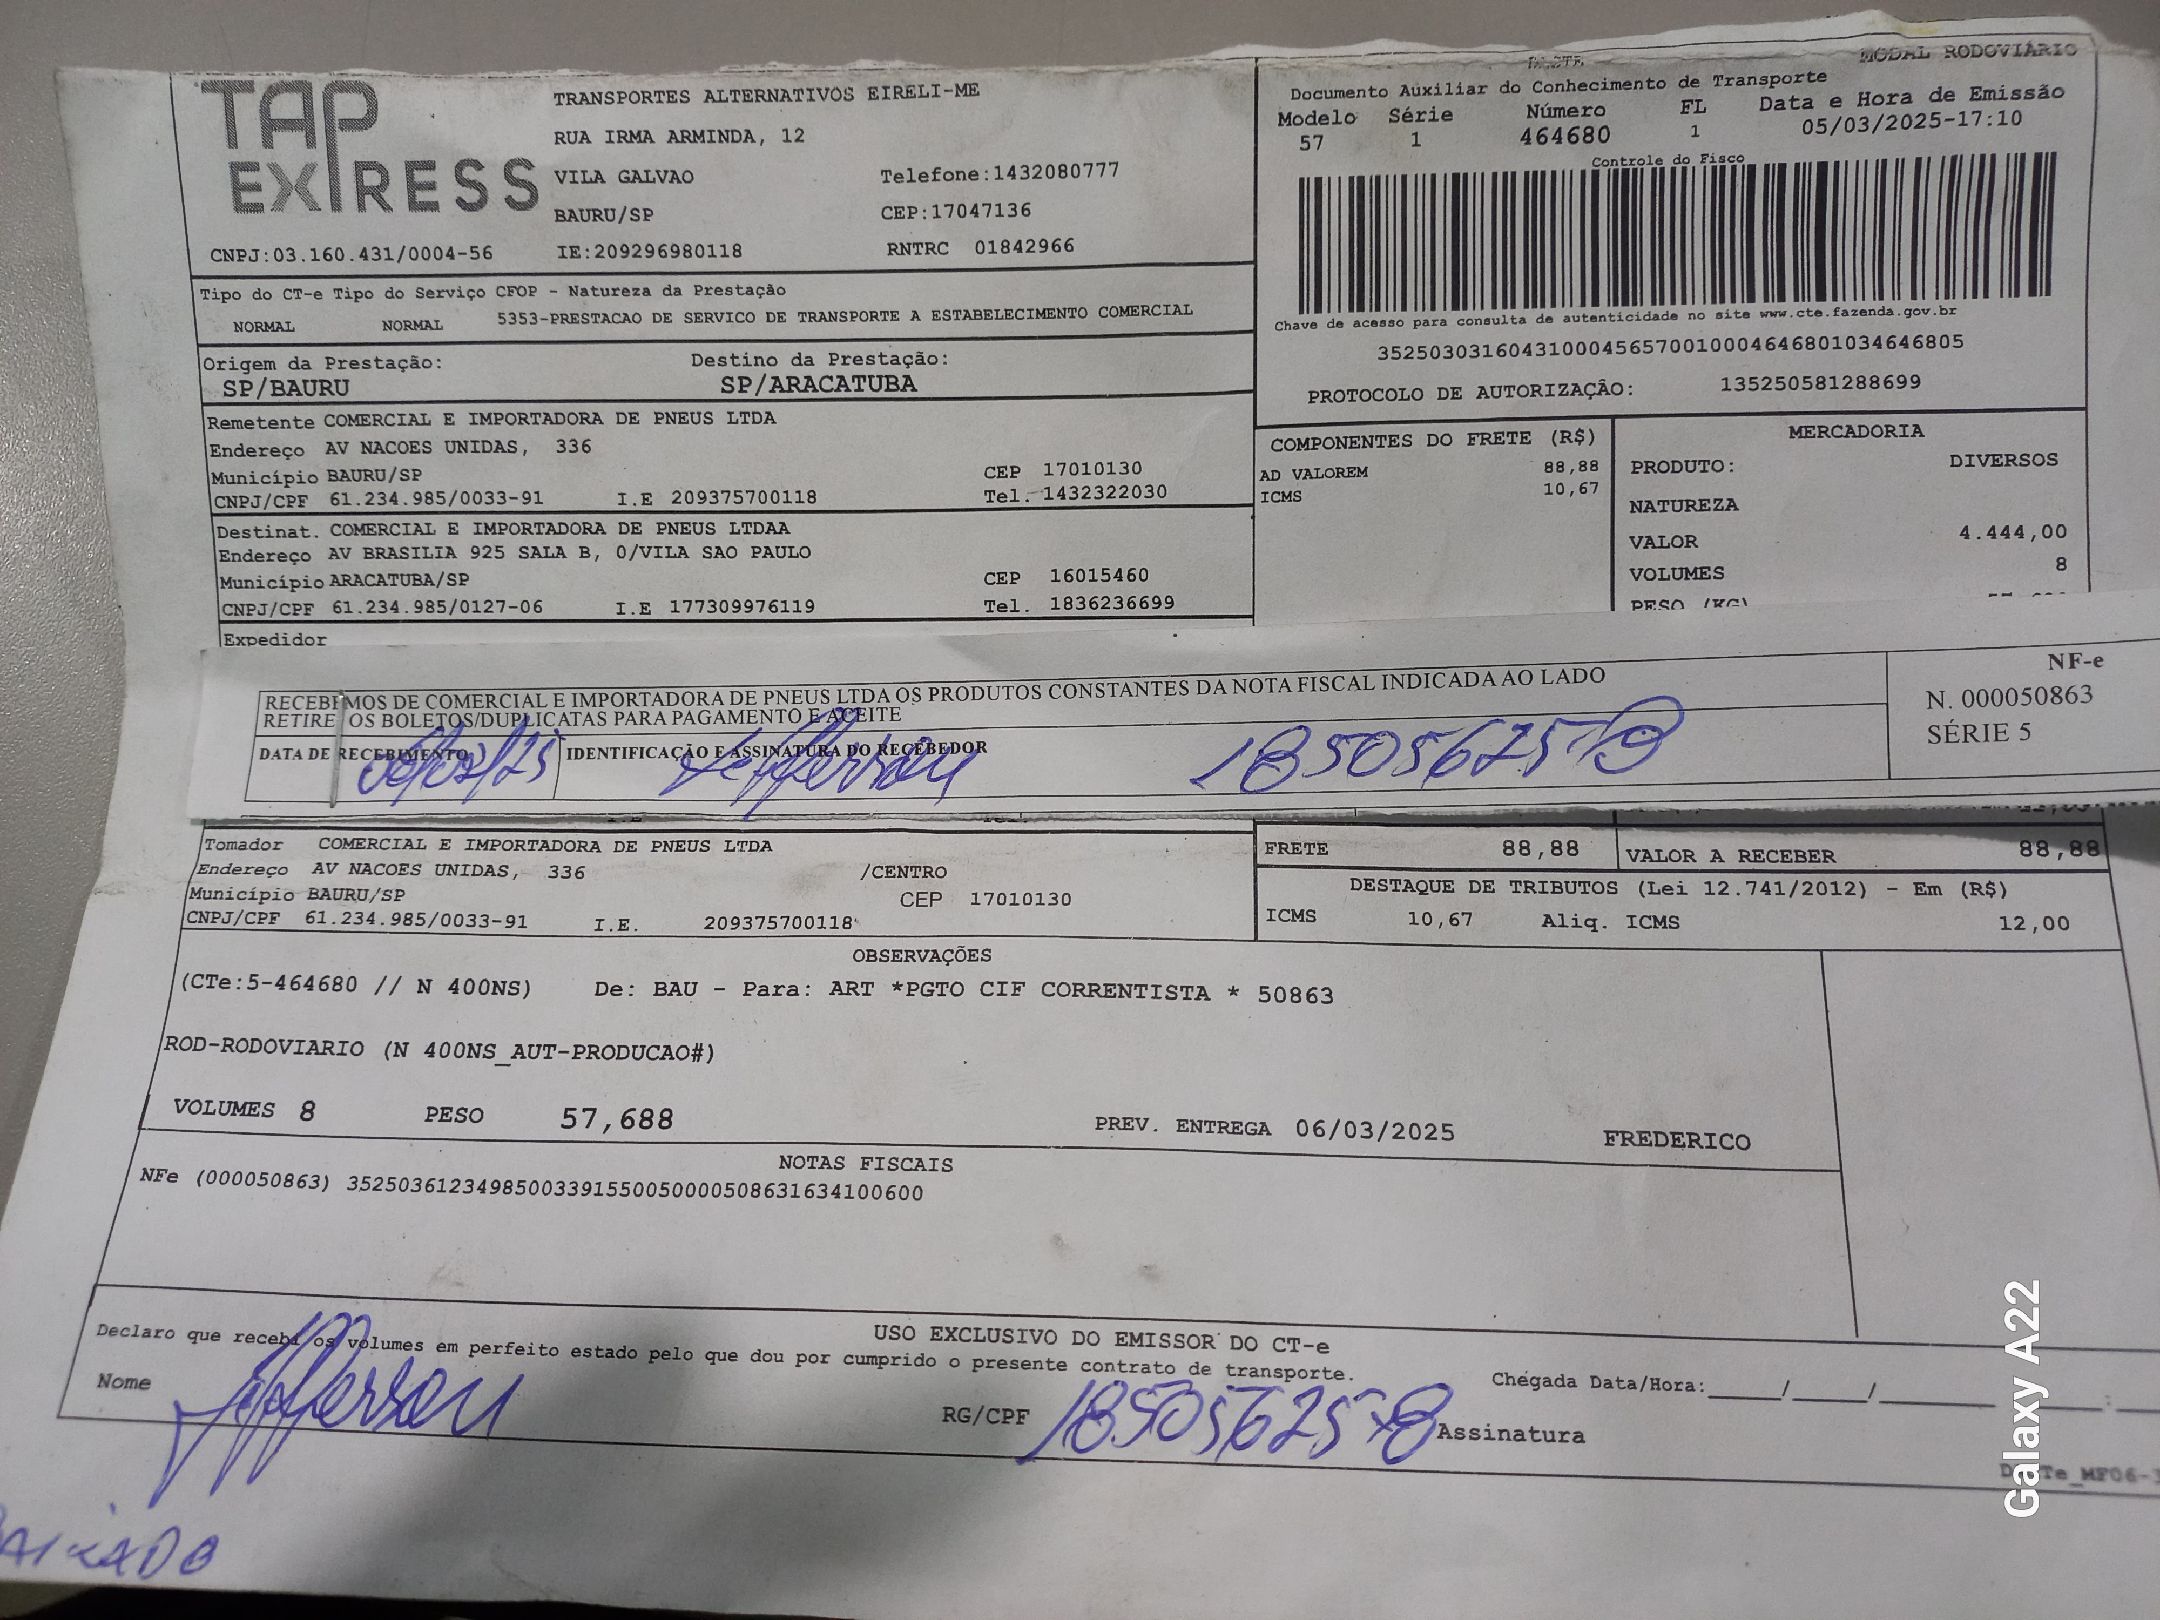 TAP
EXPRESS
TRANSPORTES ALTERNATIVOS EIRELI-ME
RUA IRMA ARMINDA, 12
VILA GALVAO Telefone:1432080777
BAURU/SP CEP:17047136
CNPJ:03.160.431/0004-56 IE:209296980118 RNTRC 01842966
MODAL RODOVIÁRIO
Documento Auxiliar do Conhecimento de Transporte
Modelo Série Número FL Data e Hora de Emissão
57 1 464680 1 05/03/2025-17:10
Controle do Fisco
Chave de acesso para consulta de autenticidade no site www.cte.fazenda.gov.br
35250303160431000456570010004646801034646805
PROTOCOLO DE AUTORIZAÇÃO: 135250581288699
Tipo do CT-e Tipo do Serviço CFOP - Natureza da Prestação
NORMAL NORMAL 5353-PRESTACAO DE SERVICO DE TRANSPORTE A ESTABELECIMENTO COMERCIAL
Origem da Prestação: Destino da Prestação:
SP/BAURU SP/ARACATUBA
Remetente COMERCIAL E IMPORTADORA DE PNEUS LTDA
Endereço AV NACOES UNIDAS, 336
Município BAURU/SP CEP 17010130
CNPJ/CPF 61.234.985/0033-91 I.E 209375700118 Tel. 1432322030
Destinat. COMERCIAL E IMPORTADORA DE PNEUS LTDAA
Endereço AV BRASILIA 925 SALA B, 0/VILA SAO PAULO
Município ARACATUBA/SP CEP 16015460
CNPJ/CPF 61.234.985/0127-06 I.E 177309976119 Tel. 1836236699
Expedidor
COMPONENTES DO FRETE (R$)
AD VALOREM 88,88
ICMS 10,67
MERCADORIA
PRODUTO: DIVERSOS
NATUREZA
VALOR 4.444,00
VOLUMES 8
PESO (KG)
RECEBEMOS DE COMERCIAL E IMPORTADORA DE PNEUS LTDA OS PRODUTOS CONSTANTES DA NOTA FISCAL INDICADA AO LADO
RETIRE OS BOLETOS/DUPLICATAS PARA PAGAMENTO E ACEITE
DATA DE RECEBIMENTO IDENTIFICAÇÃO E ASSINATURA DO RECEBEDOR
Jefferson
NF-e
N. 000050863
SÉRIE 5
Tomador COMERCIAL E IMPORTADORA DE PNEUS LTDA
Endereço AV NACOES UNIDAS, 336 /CENTRO
Município BAURU/SP CEP 17010130
CNPJ/CPF 61.234.985/0033-91 I.E. 209375700118
FRETE 88,88 VALOR A RECEBER 88,88
DESTAQUE DE TRIBUTOS (Lei 12.741/2012) - Em (R$)
ICMS 10,67 Aliq. ICMS 12,00
OBSERVAÇÕES
(CTe:5-464680 // N 400NS) De: BAU - Para: ART *PGTO CIF CORRENTISTA * 50863
ROD-RODOVIARIO (N 400NS_AUT-PRODUCAO#)
VOLUMES 8 PESO 57,688 PREV. ENTREGA 06/03/2025 FREDERICO
NOTAS FISCAIS
NFe (000050863) 35250361234985003391550050000508631634100600
USO EXCLUSIVO DO EMISSOR DO CT-e
Declaro que recebi os volumes em perfeito estado pelo que dou por cumprido o presente contrato de transporte.
Nome Jefferson RG/CPF Assinatura
Chegada Data/Hora:____/____/____ :
Galaxy A22